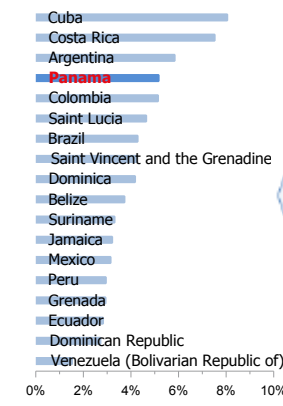 Cuba
Costa Rica
Argentina
Panama
Colombia
Saint Lucia
Brazil
Saint Vincent and the Grenadine
Dominica
Belize
Suriname
Jamaica
Mexico
Peru
Grenada
Ecuador
Dominican Republic
Venezuela (Bolivarian Republic of)
0% 2% 4% 6% 8% 10%